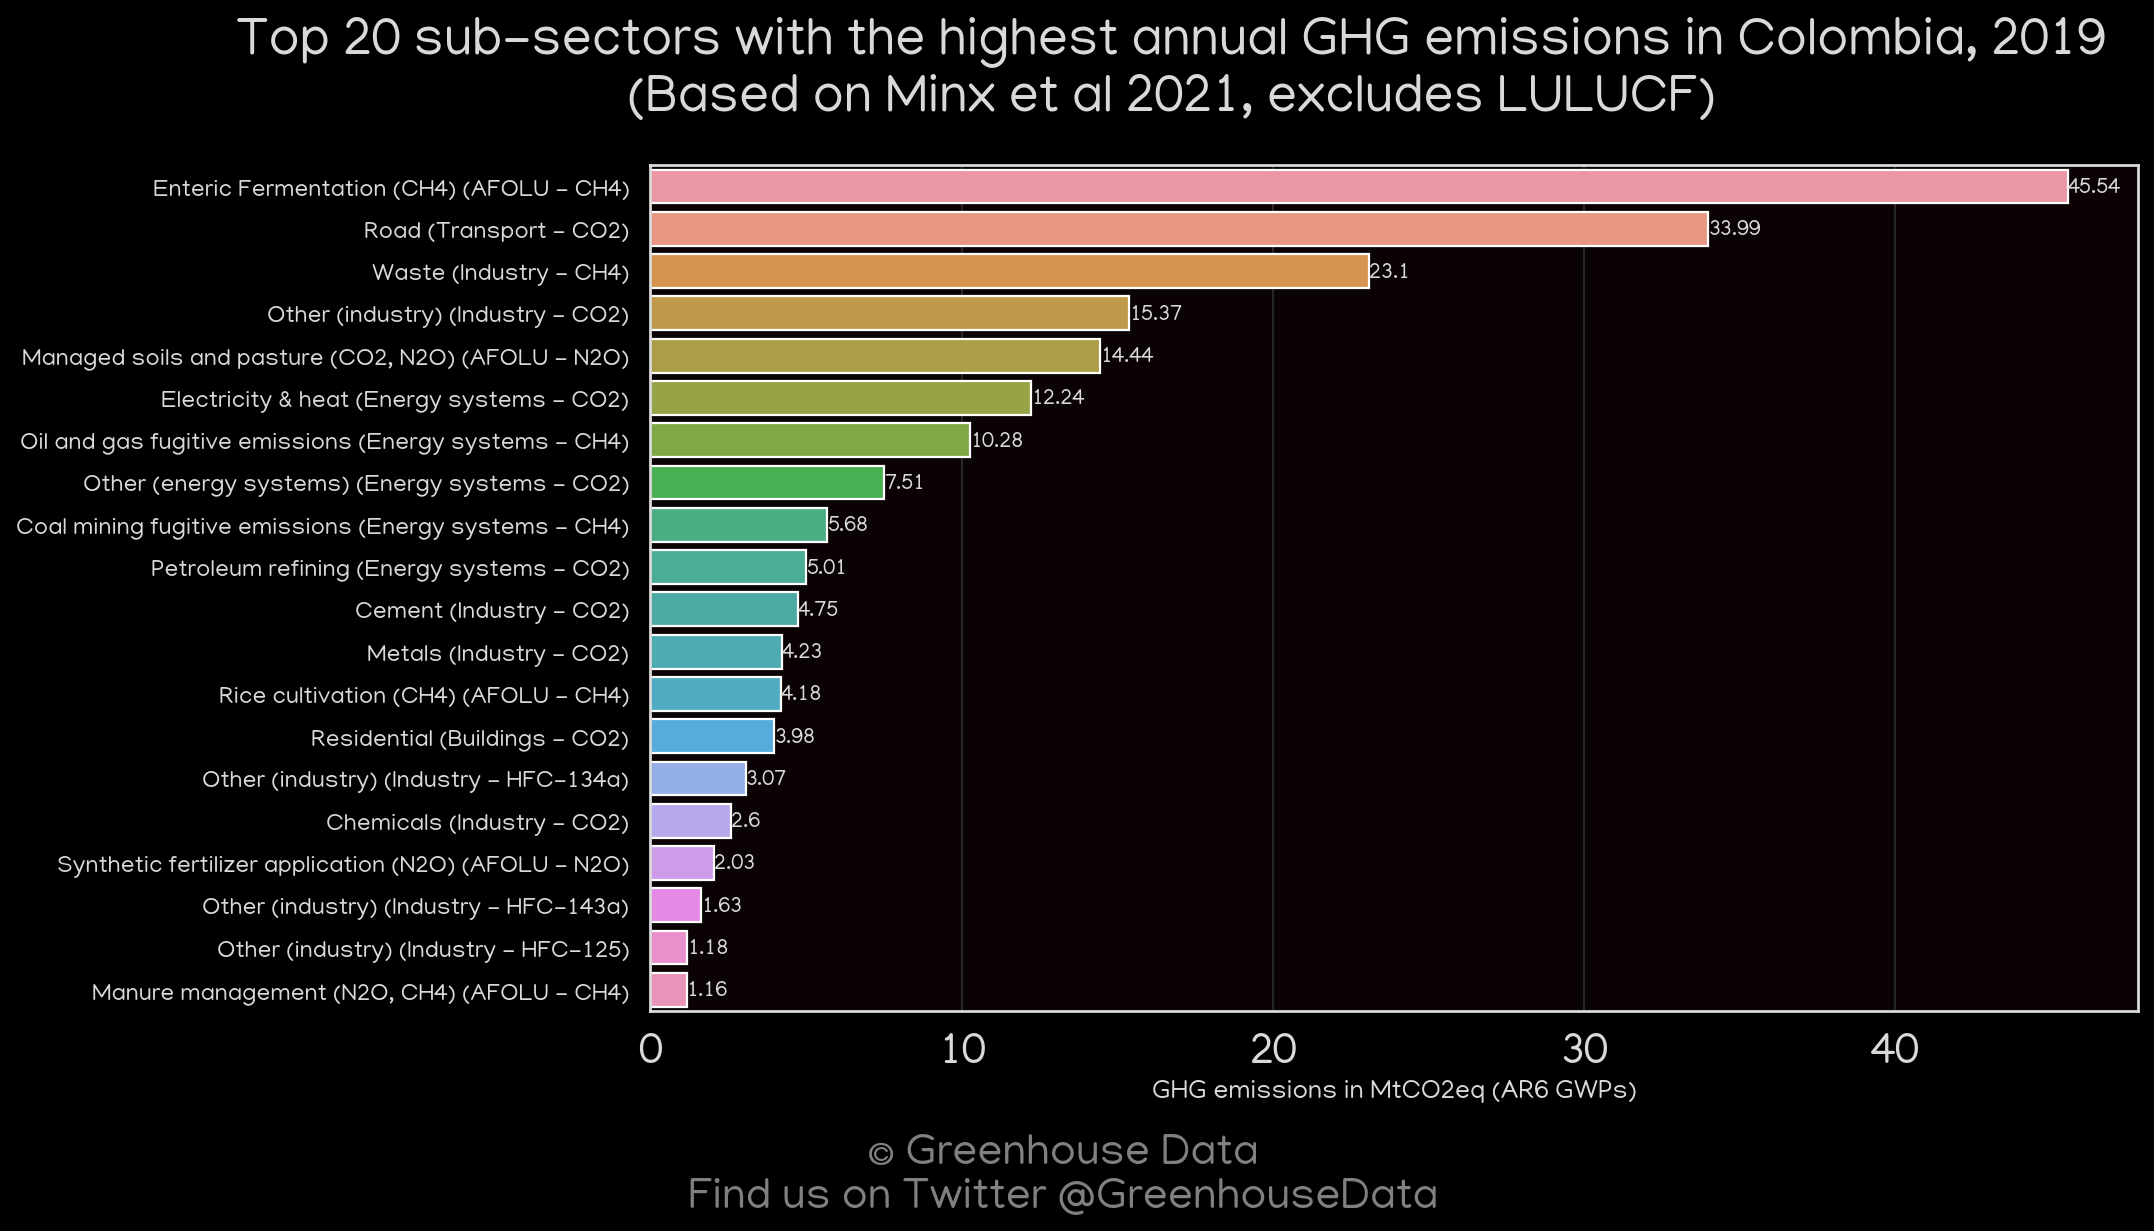 Top 20 sub-sectors with the highest annual GHG emissions in Colombia, 2019
(Based on Minx et al 2021, excludes LULUCF)
Enteric Fermentation (CH4) (AFOLU - CH4) 45.54
Road (Transport - CO2) 33.99
Waste (Industry - CH4) 23.1
Other (industry) (Industry - CO2) 15.37
Managed soils and pasture (CO2, N2O) (AFOLU - N2O) 14.44
Electricity & heat (Energy systems - CO2) 12.24
Oil and gas fugitive emissions (Energy systems - CH4) 10.28
Other (energy systems) (Energy systems - CO2) 7.51
Coal mining fugitive emissions (Energy systems - CH4) 5.68
Petroleum refining (Energy systems - CO2) 5.01
Cement (Industry - CO2) 4.75
Metals (Industry - CO2) 4.23
Rice cultivation (CH4) (AFOLU - CH4) 4.18
Residential (Buildings - CO2) 3.98
Other (industry) (Industry - HFC-134a) 3.07
Chemicals (Industry - CO2) 2.6
Synthetic fertilizer application (N2O) (AFOLU - N2O) 2.03
Other (industry) (Industry - HFC-143a) 1.63
Other (industry) (Industry - HFC-125) 1.18
Manure management (N2O, CH4) (AFOLU - CH4) 1.16
0 10 20 30 40
GHG emissions in MtCO2eq (AR6 GWPs)
© Greenhouse Data
Find us on Twitter @GreenhouseData